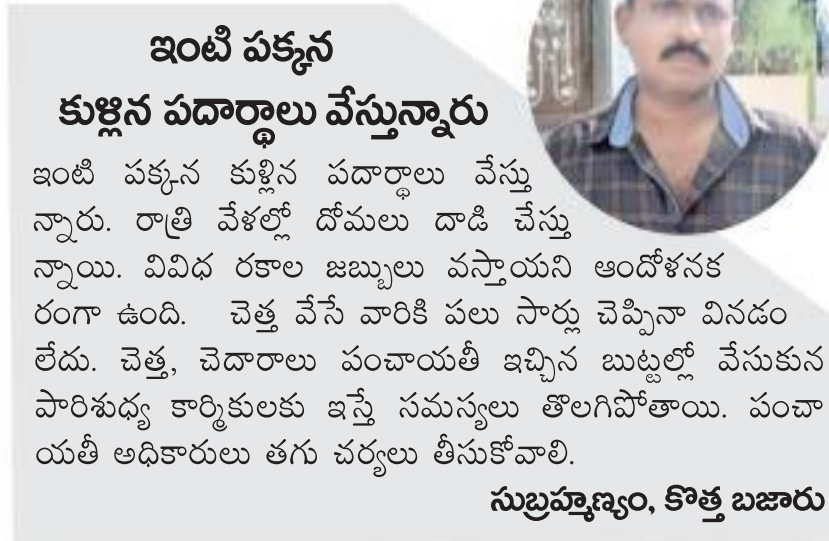 ఇంటి పక్కన
కుళ్లిన పదార్థాలు వేస్తున్నారు
ఇంటి పక్కన కుళ్లిన పదార్థాలు వేస్తు
న్నారు. రాత్రి వేళల్లో దోమలు దాడి చేస్తు
న్నాయి. వివిధ రకాల జబ్బులు వస్తాయని ఆందోళనక
రంగా ఉంది. చెత్త వేసే వారికి పలు సార్లు చెప్పినా వినడం
లేదు. చెత్త, చెదారాలు పంచాయతీ ఇచ్చిన బుట్టల్లో వేసుకున
పారిశుధ్య కార్మికులకు ఇస్తే సమస్యలు తొలగిపోతాయి. పంచా
యతీ అధికారులు తగు చర్యలు తీసుకోవాలి.
సుబ్రహ్మణ్యం, కొత్త బజారు